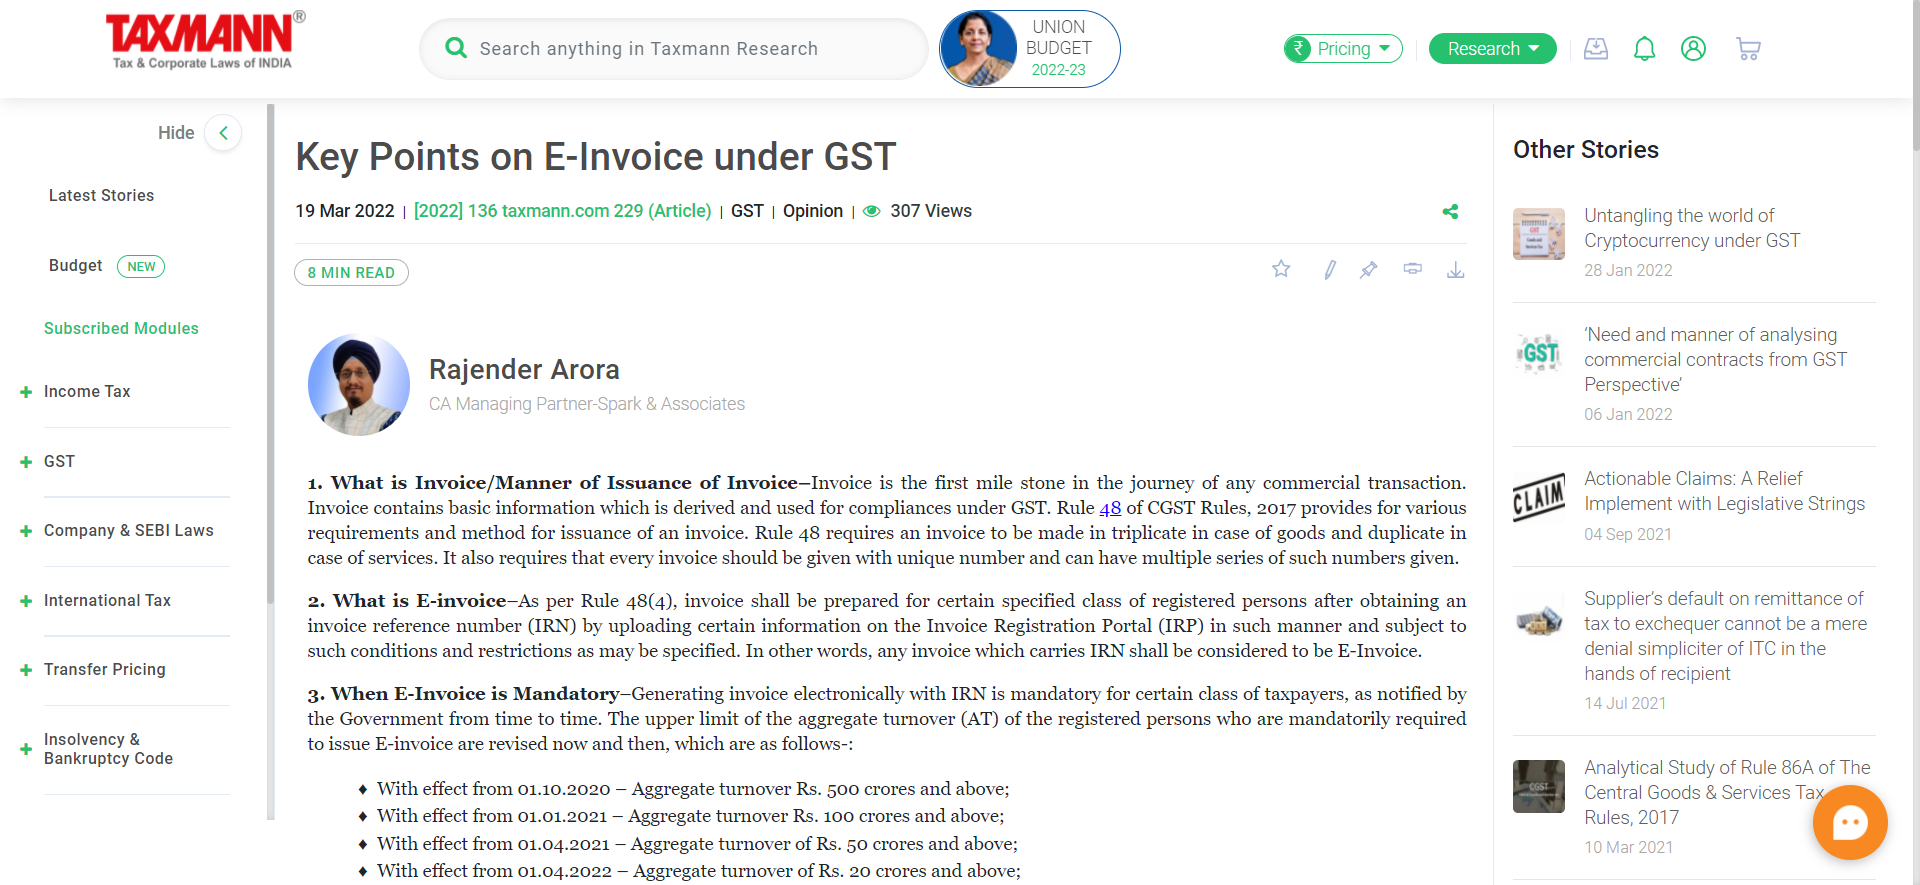 TAXMANN®
Tax & Corporate Laws of INDIA
Search anything in Taxmann Research
UNION
BUDGET
2022-23
₹ Pricing
Research
Hide
Latest Stories
Budget NEW
Subscribed Modules
Income Tax
GST
Company & SEBI Laws
International Tax
Transfer Pricing
Insolvency &
Bankruptcy Code
Key Points on E-Invoice under GST
19 Mar 2022 | [2022] 136 taxmann.com 229 (Article) | GST | Opinion | 307 Views
8 MIN READ
Rajender Arora
CA Managing Partner-Spark & Associates
1. What is Invoice/Manner of Issuance of Invoice–Invoice is the first mile stone in the journey of any commercial transaction.
Invoice contains basic information which is derived and used for compliances under GST. Rule 48 of CGST Rules, 2017 provides for various
requirements and method for issuance of an invoice. Rule 48 requires an invoice to be made in triplicate in case of goods and duplicate in
case of services. It also requires that every invoice should be given with unique number and can have multiple series of such numbers given.
2. What is E-invoice–As per Rule 48(4), invoice shall be prepared for certain specified class of registered persons after obtaining an
invoice reference number (IRN) by uploading certain information on the Invoice Registration Portal (IRP) in such manner and subject to
such conditions and restrictions as may be specified. In other words, any invoice which carries IRN shall be considered to be E-Invoice.
3. When E-Invoice is Mandatory–Generating invoice electronically with IRN is mandatory for certain class of taxpayers, as notified by
the Government from time to time. The upper limit of the aggregate turnover (AT) of the registered persons who are mandatorily required
to issue E-invoice are revised now and then, which are as follows-:
♦ With effect from 01.10.2020 – Aggregate turnover Rs. 500 crores and above;
♦ With effect from 01.01.2021 – Aggregate turnover Rs. 100 crores and above;
♦ With effect from 01.04.2021 – Aggregate turnover of Rs. 50 crores and above;
♦ With effect from 01.04.2022 – Aggregate turnover of Rs. 20 crores and above;
Other Stories
Untangling the world of
Cryptocurrency under GST
28 Jan 2022
GST
‘Need and manner of analysing
commercial contracts from GST
Perspective’
06 Jan 2022
CLAIM
Actionable Claims: A Relief
Implement with Legislative Strings
04 Sep 2021
Supplier’s default on remittance of
tax to exchequer cannot be a mere
denial simpliciter of ITC in the
hands of recipient
14 Jul 2021
CGST
Analytical Study of Rule 86A of The
Central Goods & Services Tax
Rules, 2017
10 Mar 2021